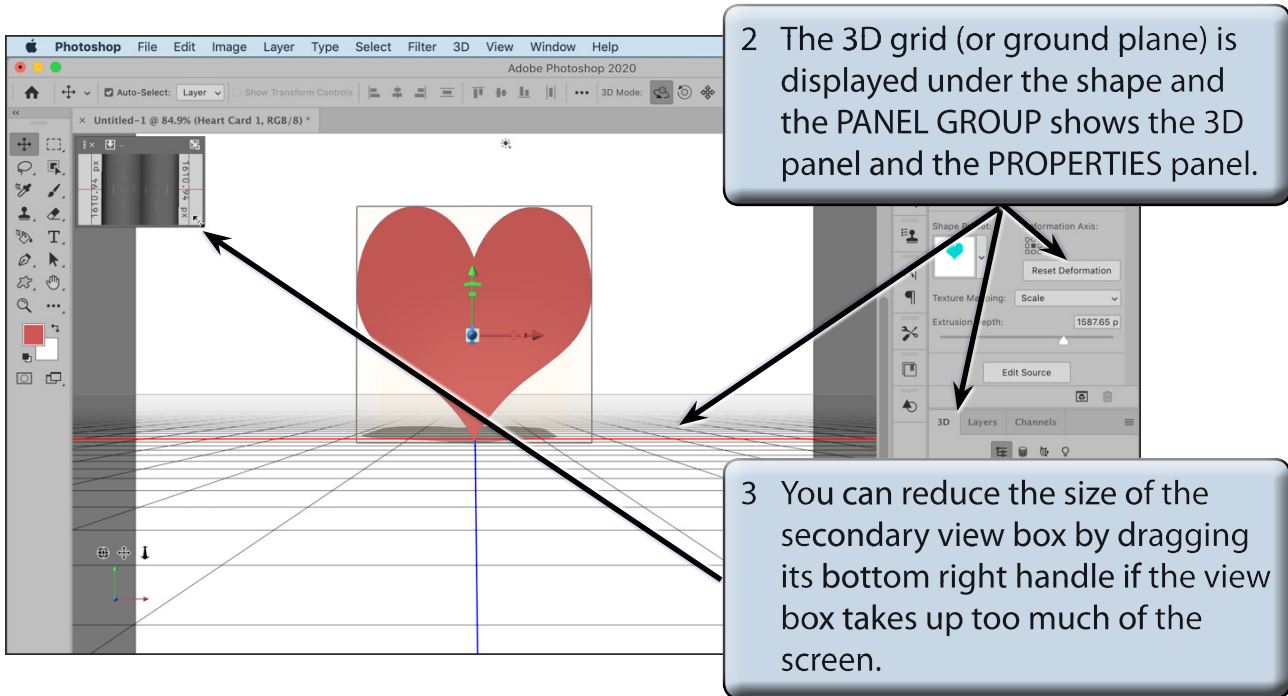 Photoshop File Edit Image Layer Type Select Filter 3D View Window Help
Adobe Photoshop 2020
Auto-Select: Layer Show Transform Controls 3D Mode:
× Untitled-1 @ 84.9% (Heart Card 1, RGB/8) *
1610.94 px
1610.94 px
2 The 3D grid (or ground plane) is
displayed under the shape and
the PANEL GROUP shows the 3D
panel and the PROPERTIES panel.
Shape
Axis:
Reset Deformation
Texture Mapping: Scale
Extrusion Depth: 1587.65 p
Edit Source
3D Layers Channels
3 You can reduce the size of the
secondary view box by dragging
its bottom right handle if the view
box takes up too much of the
screen.